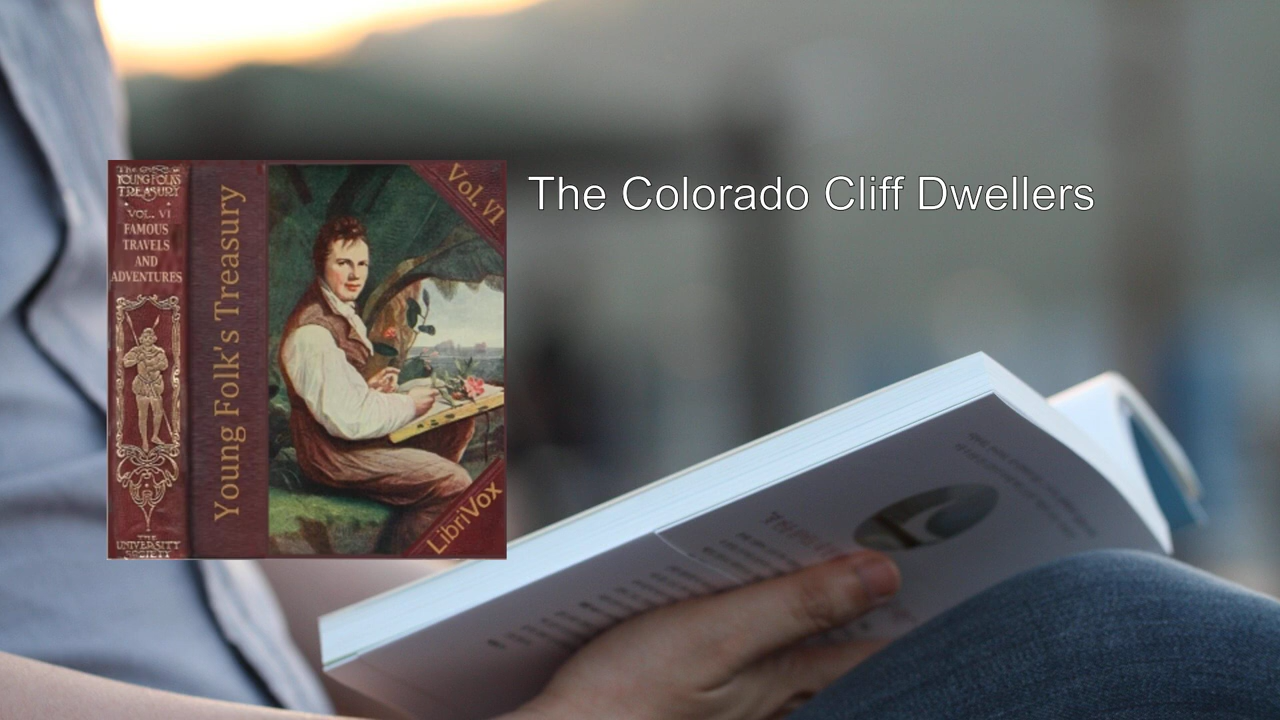 THE
YOUNG FOLKS
TREASURY
VOL. VI
FAMOUS
TRAVELS
AND
ADVENTURES
THE
UNIVERSITY
SOCIETY
Young Folk's Treasury
Vol. VI
LibriVox
The Colorado Cliff Dwellers